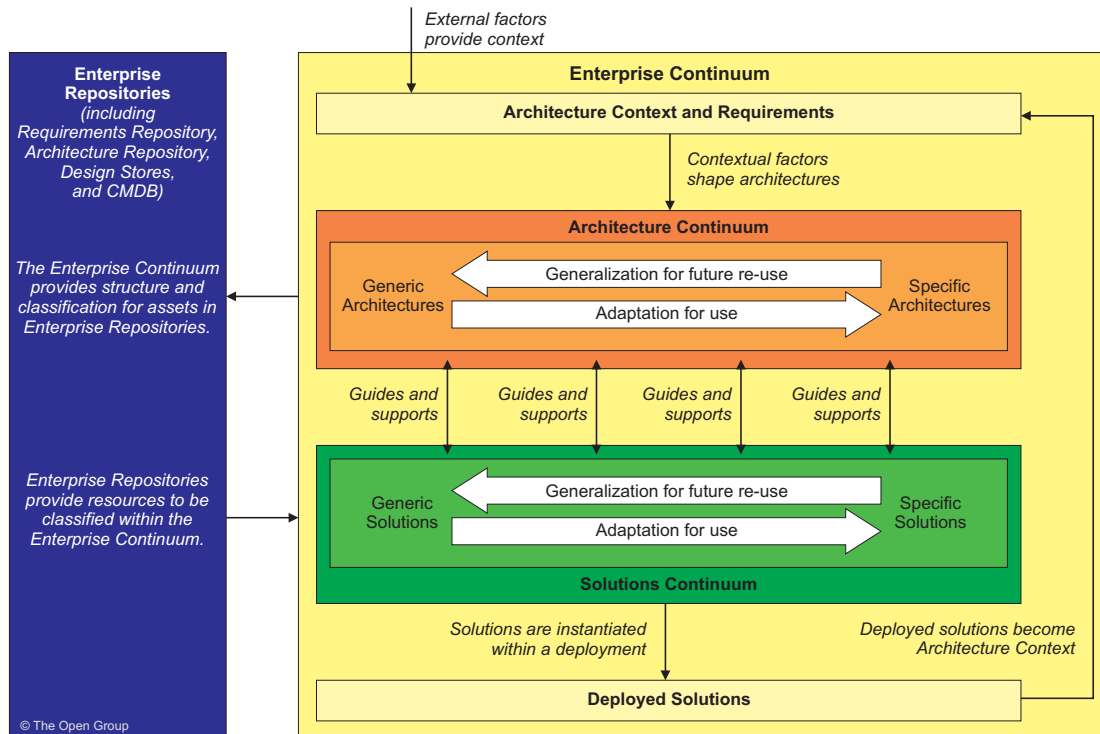 External factors
provide context
Enterprise
Repositories
(including
Requirements Repository,
Architecture Repository,
Design Stores,
and CMDB)
The Enterprise Continuum
provides structure and
classification for assets in
Enterprise Repositories.
Enterprise Repositories
provide resources to be
classified within the
Enterprise Continuum.
© The Open Group
Enterprise Continuum
Architecture Context and Requirements
Contextual factors
shape architectures
Architecture Continuum
Generic
Architectures
Generalization for future re-use
Adaptation for use
Specific
Architectures
Guides and
supports
Guides and
supports
Guides and
supports
Guides and
supports
Generic
Solutions
Generalization for future re-use
Adaptation for use
Specific
Solutions
Solutions Continuum
Solutions are instantiated
within a deployment
Deployed solutions become
Architecture Context
Deployed Solutions